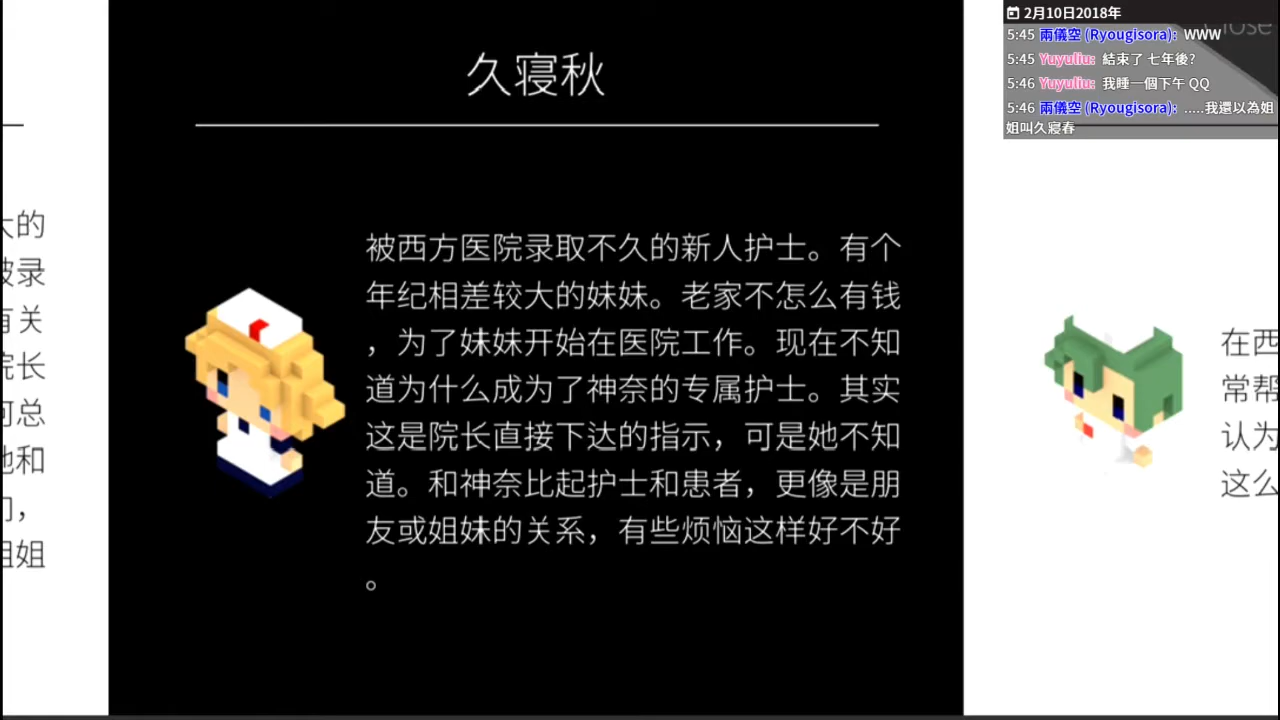 久寝秋
被西方医院录取不久的新人护士。有个
年纪相差较大的妹妹。老家不怎么有钱
，为了妹妹开始在医院工作。现在不知
道为什么成为了神奈的专属护士。其实
这是院长直接下达的指示，可是她不知
道。和神奈比起护士和患者，更像是朋
友或姐妹的关系，有些烦恼这样好不好
。
大的
被录
有关
院长
可总
她和
门，
姐姐
在西
常帮
认为
这么
2月10日2018年
Close
5:45 兩儀空 (Ryougisora): WWW
5:45 Yuyuliu: 結束了 七年後?
5:46 Yuyuliu: 我睡一個下午 QQ
5:46 兩儀空 (Ryougisora): .....我還以為姐
姐叫久寢春